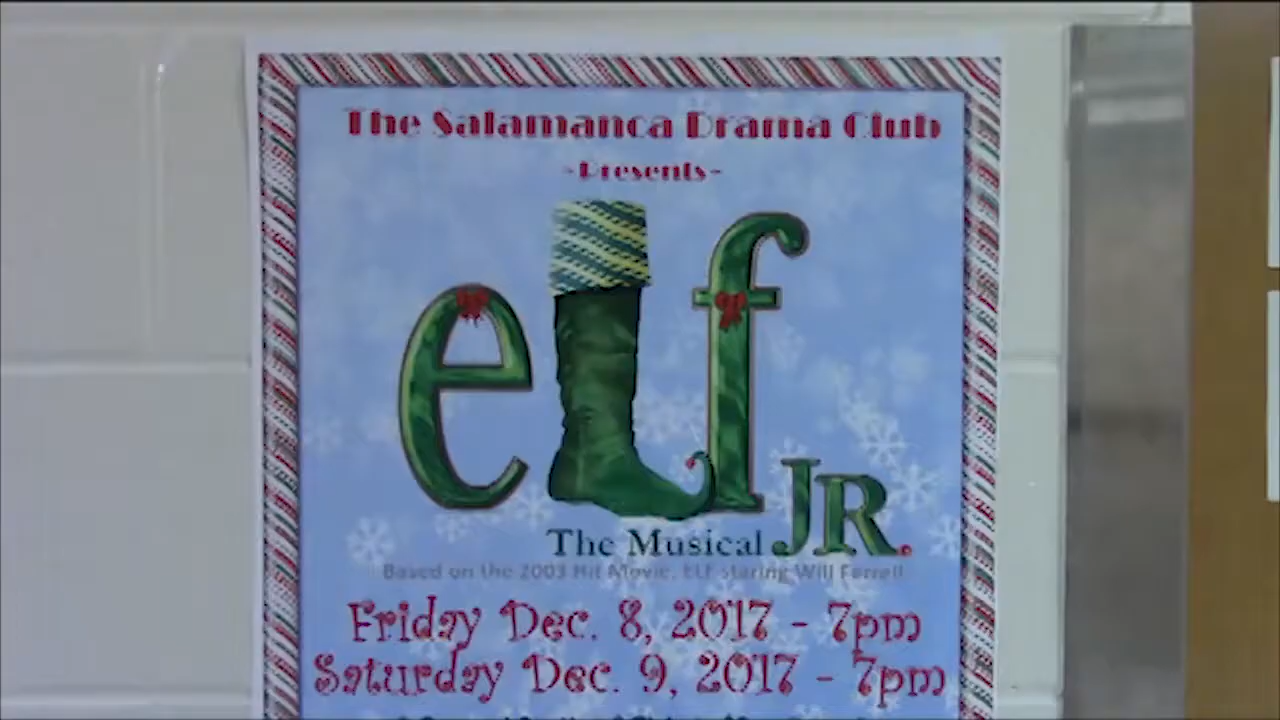 The Salamanca Drama Club
~Presents~
elf
JR.
The Musical
Based on the 2003 Hit Movie, ELF staring Will Farrell
Friday Dec. 8, 2017 - 7pm
Saturday Dec. 9, 2017 - 7pm